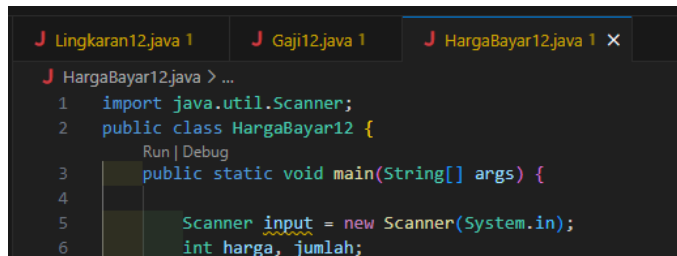 J Lingkaran12.java 1 J Gaji12.java 1 J HargaBayar12.java 1 ×
J HargaBayar12.java > ...
1 import java.util.Scanner;
2 public class HargaBayar12 {
Run | Debug
3 public static void main(String[] args) {
4
5 Scanner input = new Scanner(System.in);
6 int harga, jumlah;